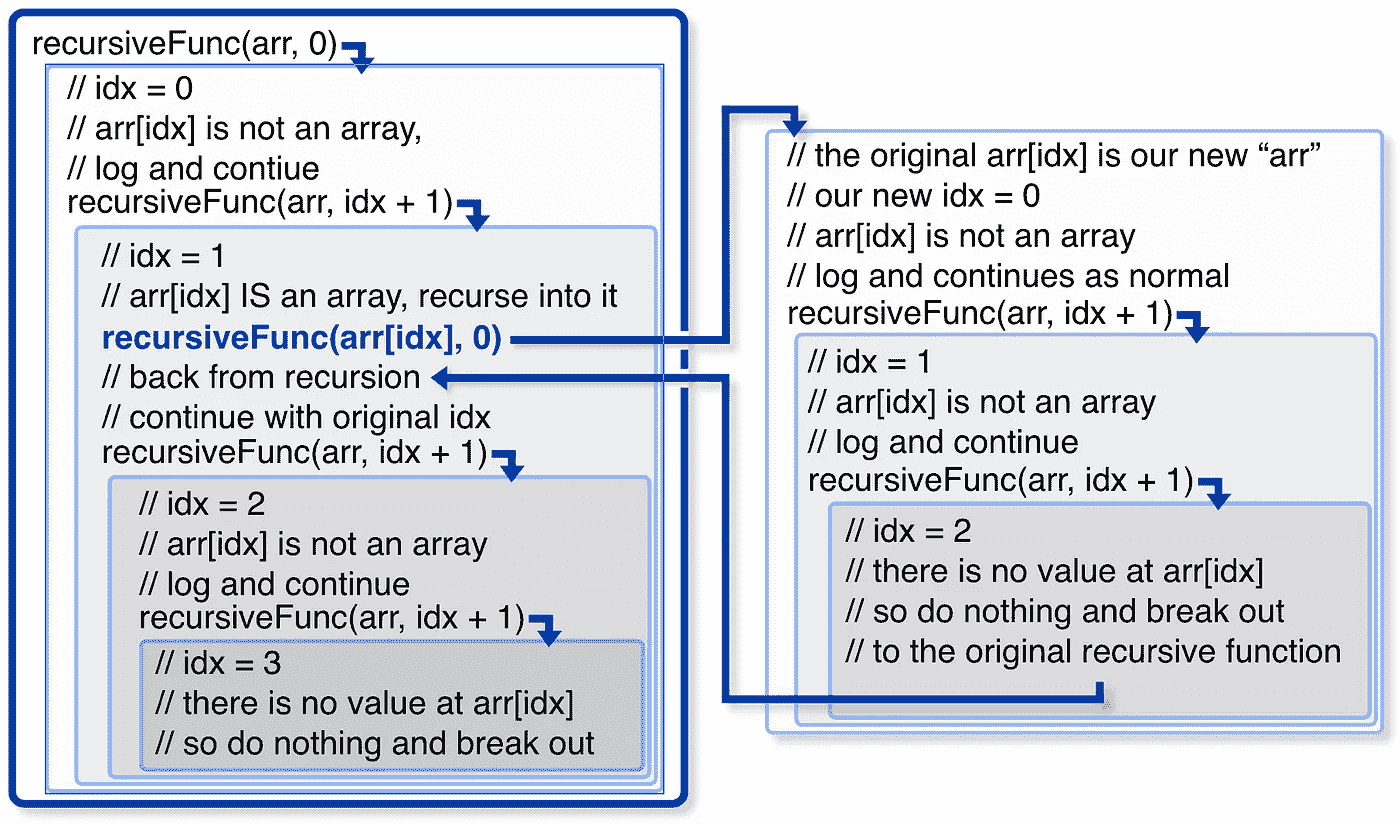 recursiveFunc(arr, 0)
// idx = 0
// arr[idx] is not an array,
// log and contiue
recursiveFunc(arr, idx + 1)
// idx = 1
// arr[idx] IS an array, recurse into it
recursiveFunc(arr[idx], 0)
// back from recursion
// continue with original idx
recursiveFunc(arr, idx + 1)
// idx = 2
// arr[idx] is not an array
// log and continue
recursiveFunc(arr, idx + 1)
// idx = 3
// there is no value at arr[idx]
// so do nothing and break out
// the original arr[idx] is our new “arr”
// our new idx = 0
// arr[idx] is not an array
// log and continues as normal
recursiveFunc(arr, idx + 1)
// idx = 1
// arr[idx] is not an array
// log and continue
recursiveFunc(arr, idx + 1)
// idx = 2
// there is no value at arr[idx]
// so do nothing and break out
// to the original recursive function